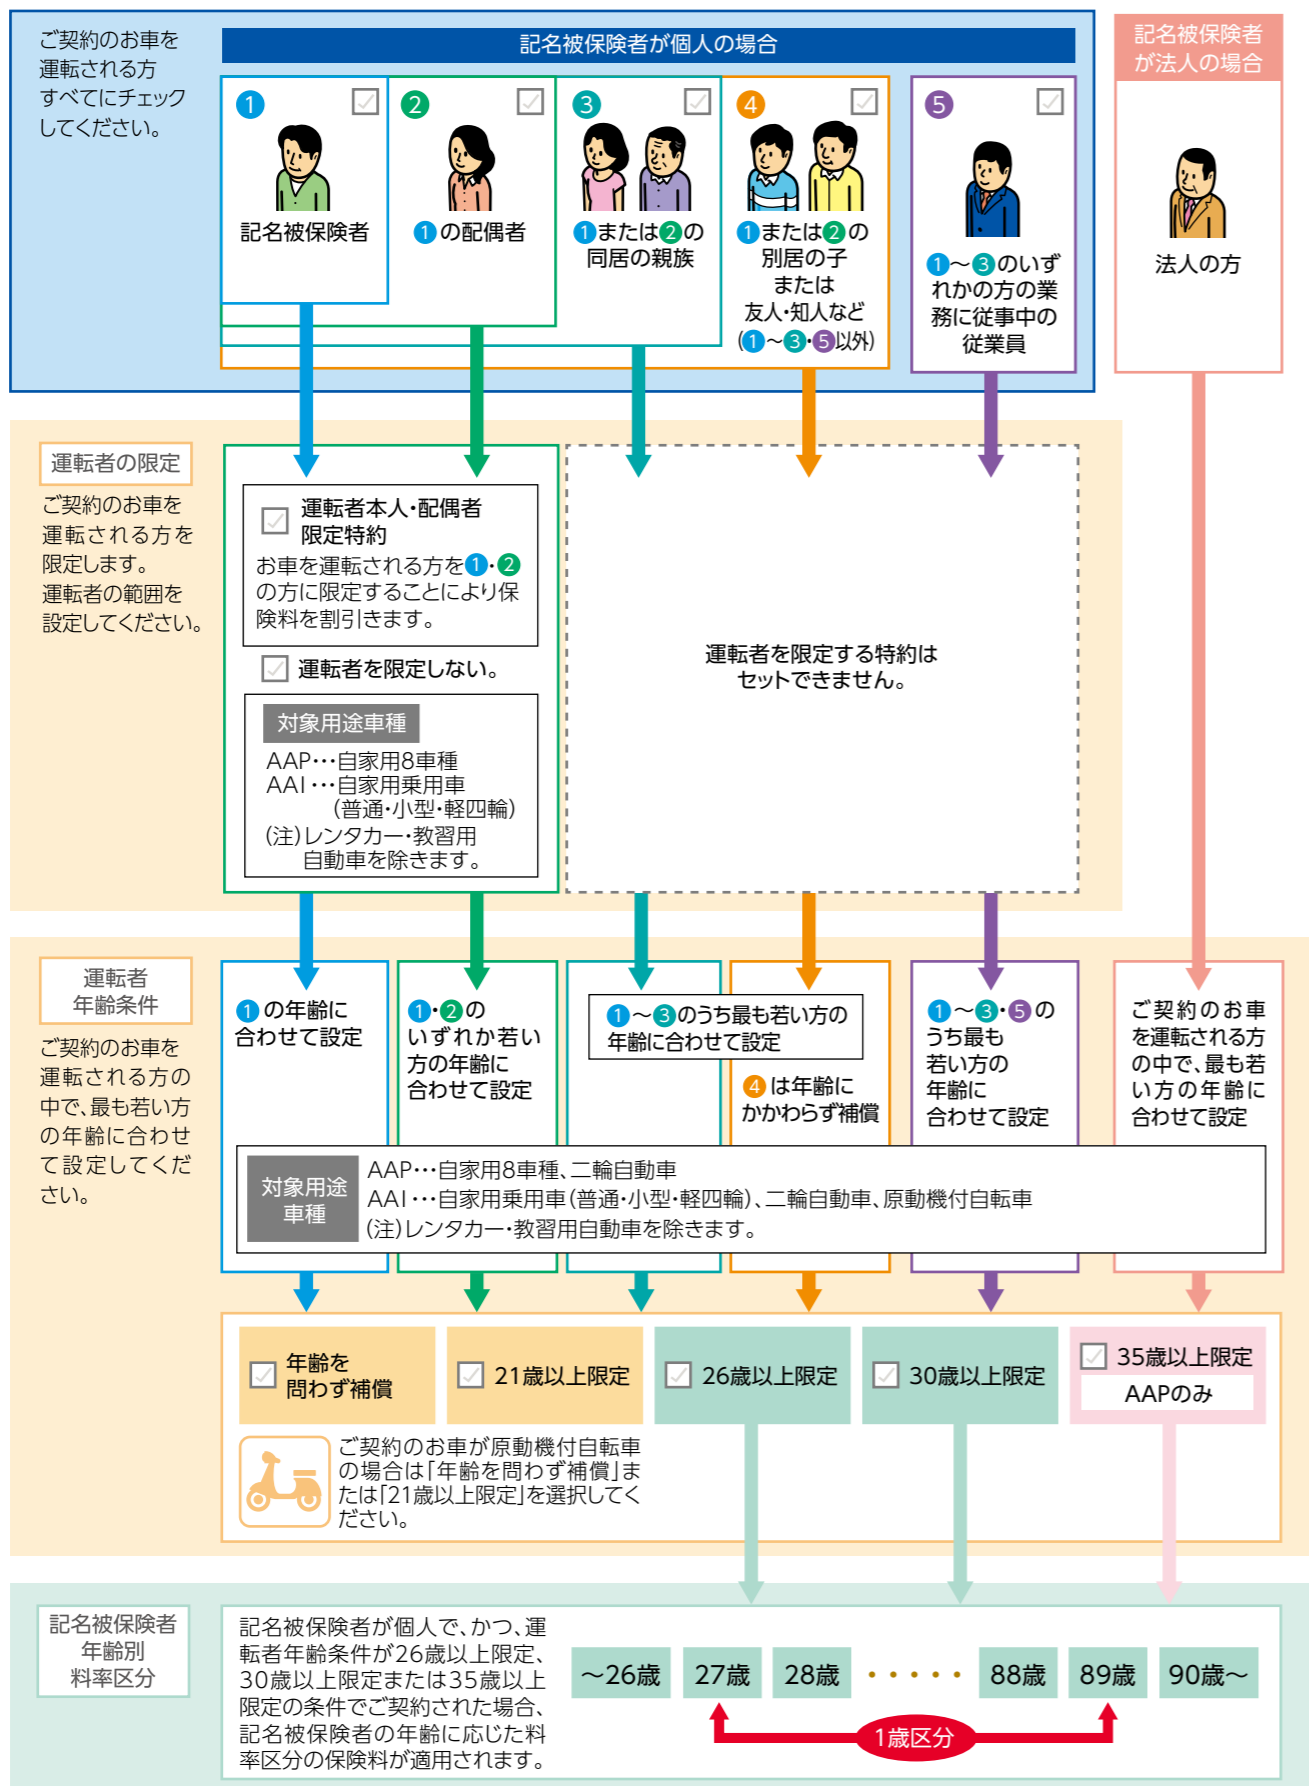 ご契約のお車を
運転される方
すべてにチェック
してください。
記名被保険者が個人の場合
1
記名被保険者
2
1の配偶者
3
1または2の
同居の親族
4
1または2の
別居の子
または
友人・知人など
(1~3・5以外)
5
1~3のいず
れかの方の業
務に従事中の
従業員
記名被保険者
が法人の場合
法人の方
運転者の限定
ご契約のお車を
運転される方を
限定します。
運転者の範囲を
設定してください。
運転者本人・配偶者
限定特約
お車を運転される方を1・2
の方に限定することにより保
険料を割引きます。
運転者を限定しない。
対象用途車種
AAP…自家用8車種
AAI…自家用乗用車
(普通・小型・軽四輪)
(注)レンタカー・教習用
自動車を除きます。
運転者を限定する特約は
セットできません。
運転者
年齢条件
ご契約のお車を
運転される方の
中で、最も若い方
の年齢に合わせ
て設定してくだ
さい。
1の年齢に
合わせて設定
1・2の
いずれか若い
方の年齢に
合わせて設定
1~3のうち最も若い方の
年齢に合わせて設定
4は年齢に
かかわらず補償
1~3・5の
うち最も
若い方の
年齢に
合わせて設定
ご契約のお車
を運転される方
の中で、最も若
い方の年齢に
合わせて設定
対象用途
車種
AAP…自家用8車種、二輪自動車
AAI…自家用乗用車(普通・小型・軽四輪)、二輪自動車、原動機付自転車
(注)レンタカー・教習用自動車を除きます。
年齢を
問わず補償
21歳以上限定
26歳以上限定
30歳以上限定
35歳以上限定
AAPのみ
ご契約のお車が原動機付自転車
の場合は「年齢を問わず補償」ま
たは「21歳以上限定」を選択してく
ださい。
記名被保険者
年齢別
料率区分
記名被保険者が個人で、かつ、運
転者年齢条件が26歳以上限定、
30歳以上限定または35歳以上
限定の条件でご契約された場合、
記名被保険者の年齢に応じた料
率区分の保険料が適用されます。
~26歳
27歳
28歳
・・・・・
88歳
89歳
90歳~
1歳区分